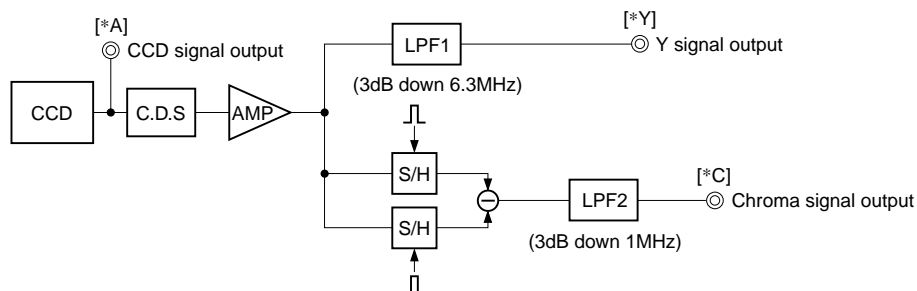 [*A]
CCD signal output
[*Y]
Y signal output
LPF1
(3dB down 6.3MHz)
CCD
C.D.S
AMP
S/H
[*C]
LPF2
Chroma signal output
S/H
(3dB down 1MHz)